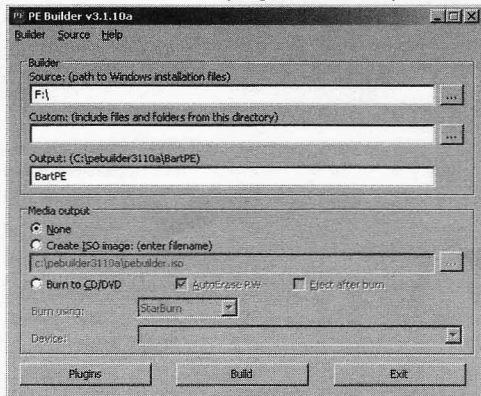 PE Builder v3.1.10a
Builder Source Help
Builder
Source: (path to Windows installation files)
F:\
...
Custom: (include files and folders from this directory)
...
Output: (C:\pebuilder3110a\BartPE)
BartPE
Media output
None
Create ISO image: (enter filename)
c:\pebuilder3110a\pebuilder.iso
...
Burn to CD/DVD AutoErase RW Eject after burn
Burn using: StarBurn
Device:
Plugins Build Exit